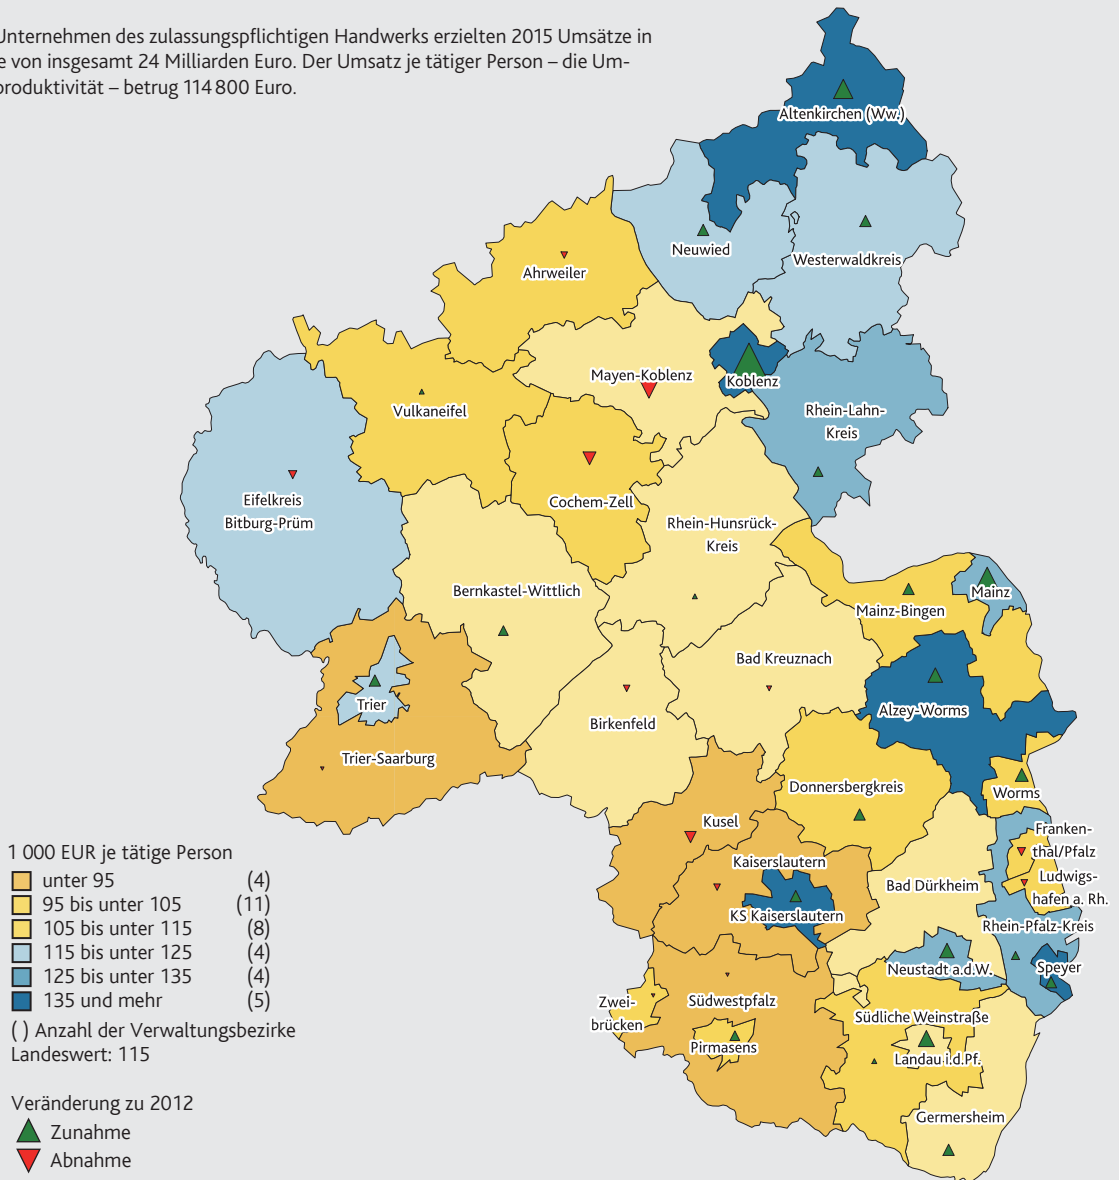 Unternehmen des zulassungspflichtigen Handwerks erzielten 2015 Umsätze in
von insgesamt 24 Milliarden Euro. Der Umsatz je tätiger Person – die Um-
produktivität – betrug 114 800 Euro.
Altenkirchen (Ww.)
Neuwied
Westerwaldkreis
Ahrweiler
Mayen-Koblenz
Koblenz
Vulkaneifel
Rhein-Lahn-
Kreis
Eifelkreis
Bitburg-Prüm
Cochem-Zell
Rhein-Hunsrück-
Kreis
Bernkastel-Wittlich
Mainz
Mainz-Bingen
Bad Kreuznach
Trier
Alzey-Worms
Birkenfeld
Trier-Saarburg
Donnersbergkreis
Worms
Kusel
Franken-
thal/Pfalz
Kaiserslautern
Ludwigs-
hafen a. Rh.
Bad Dürkheim
KS Kaiserslautern
Rhein-Pfalz-Kreis
Neustadt a.d.W.
Speyer
Zwei-
brücken
Südwestpfalz
Südliche Weinstraße
Pirmasens
Landau i.d.Pf.
Germersheim
1 000 EUR je tätige Person
unter 95 (4)
95 bis unter 105 (11)
105 bis unter 115 (8)
115 bis unter 125 (4)
125 bis unter 135 (4)
135 und mehr (5)
( ) Anzahl der Verwaltungsbezirke
Landeswert: 115
Veränderung zu 2012
Zunahme
Abnahme